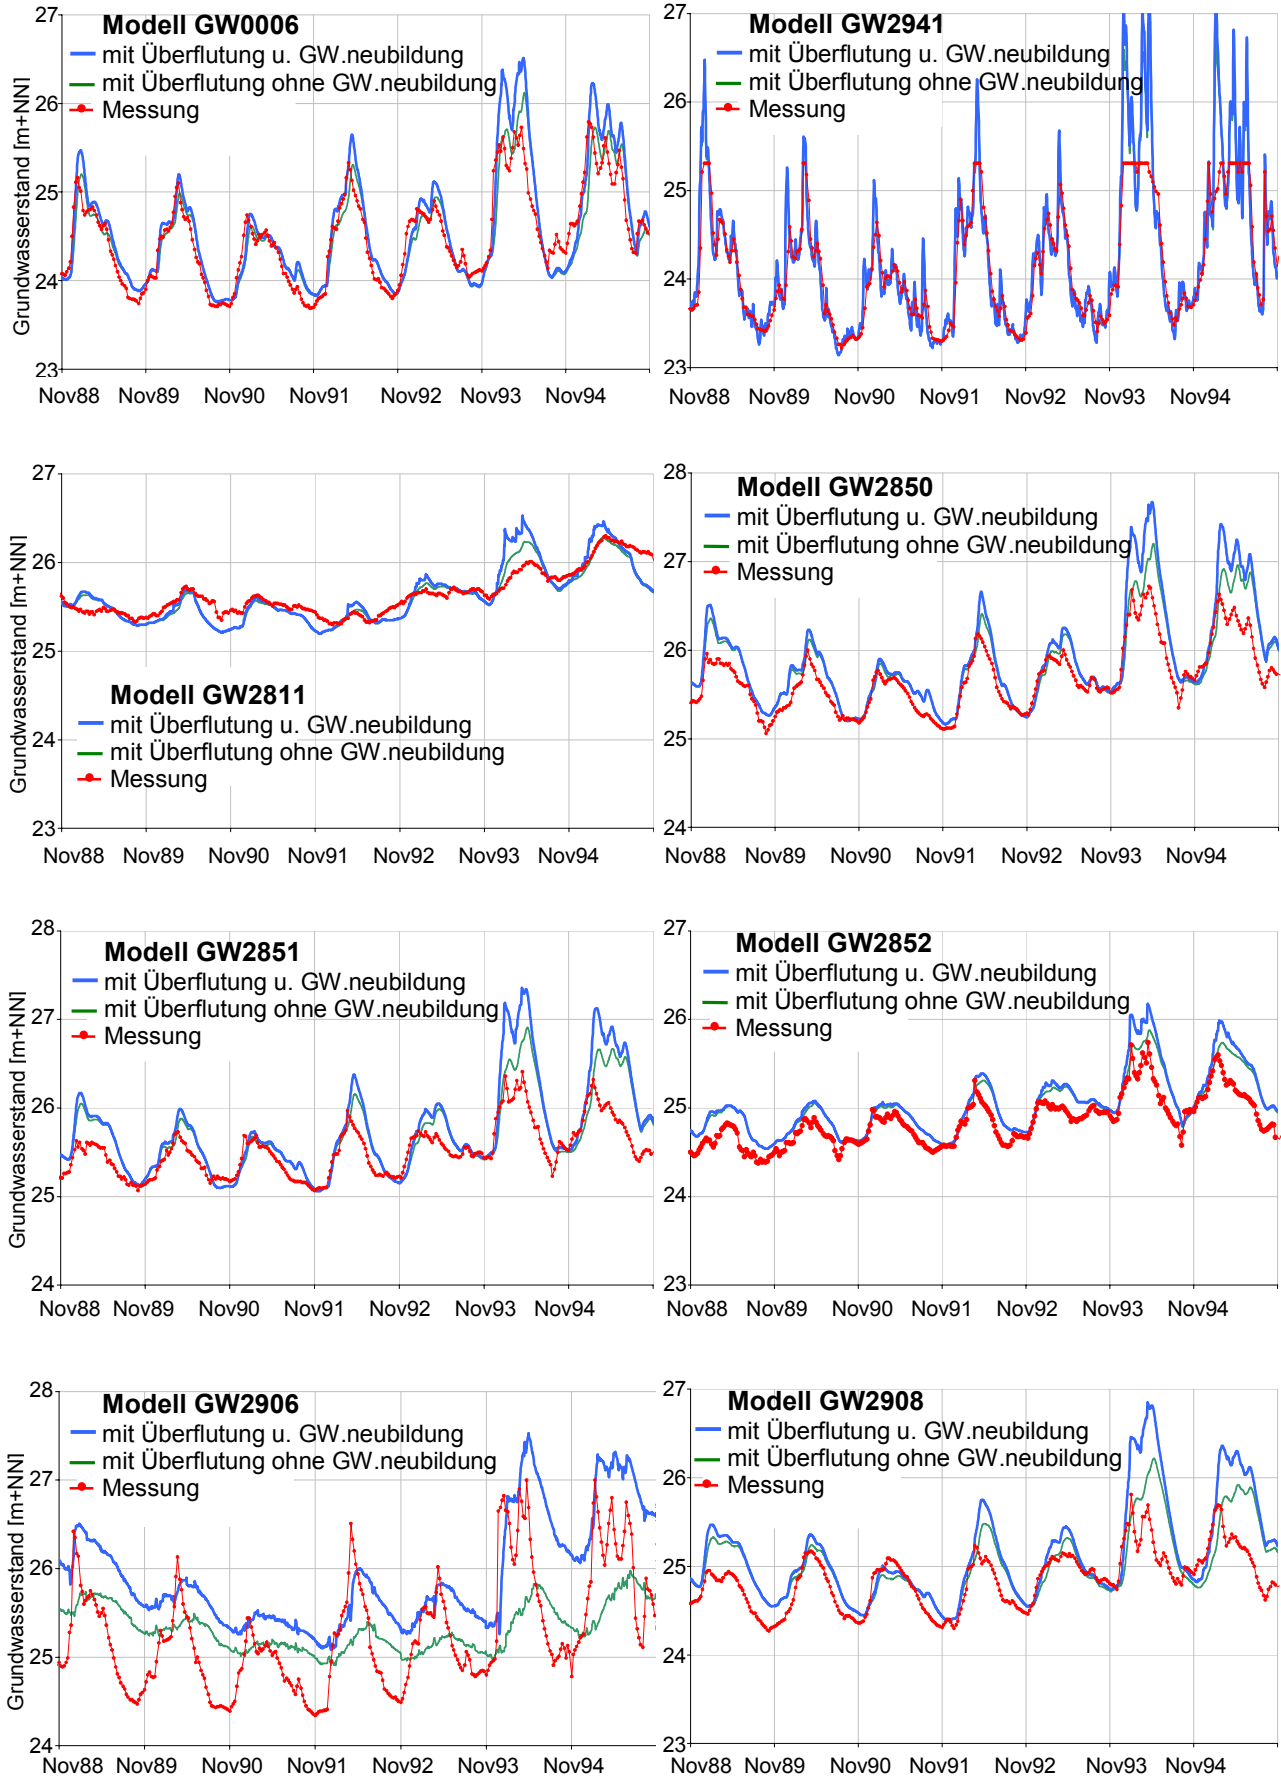 Grundwasserstand [m+NN]
27
26
25
24
23
Modell GW0006
mit Überflutung u. GW.neubildung
mit Überflutung ohne GW.neubildung
Messung
Nov88 Nov89 Nov90 Nov91 Nov92 Nov93 Nov94
27
26
25
24
23
Modell GW2941
mit Überflutung u. GW.neubildung
mit Überflutung ohne GW.neubildung
Messung
Nov88 Nov89 Nov90 Nov91 Nov92 Nov93 Nov94
Grundwasserstand [m+NN]
27
26
25
24
23
Modell GW2811
mit Überflutung u. GW.neubildung
mit Überflutung ohne GW.neubildung
Messung
Nov88 Nov89 Nov90 Nov91 Nov92 Nov93 Nov94
28
27
26
25
24
Modell GW2850
mit Überflutung u. GW.neubildung
mit Überflutung ohne GW.neubildung
Messung
Nov88 Nov89 Nov90 Nov91 Nov92 Nov93 Nov94
Grundwasserstand [m+NN]
28
27
26
25
24
Modell GW2851
mit Überflutung u. GW.neubildung
mit Überflutung ohne GW.neubildung
Messung
Nov88 Nov89 Nov90 Nov91 Nov92 Nov93 Nov94
27
26
25
24
23
Modell GW2852
mit Überflutung u. GW.neubildung
mit Überflutung ohne GW.neubildung
Messung
Nov88 Nov89 Nov90 Nov91 Nov92 Nov93 Nov94
Grundwasserstand [m+NN]
28
27
26
25
24
Modell GW2906
mit Überflutung u. GW.neubildung
mit Überflutung ohne GW.neubildung
Messung
Nov88 Nov89 Nov90 Nov91 Nov92 Nov93 Nov94
27
26
25
24
23
Modell GW2908
mit Überflutung u. GW.neubildung
mit Überflutung ohne GW.neubildung
Messung
Nov88 Nov89 Nov90 Nov91 Nov92 Nov93 Nov94